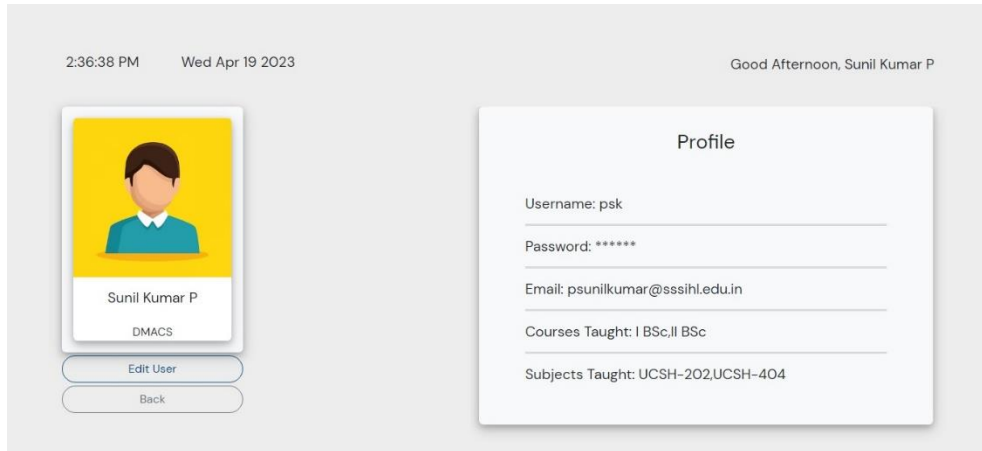 2:36:38 PM Wed Apr 19 2023
Good Afternoon, Sunil Kumar P
Sunil Kumar P
DMACS
Edit User
Back
Profile
Username: psk
Password: ******
Email: psunilkumar@sssihl.edu.in
Courses Taught: I BSc,II BSc
Subjects Taught: UCSH-202,UCSH-404